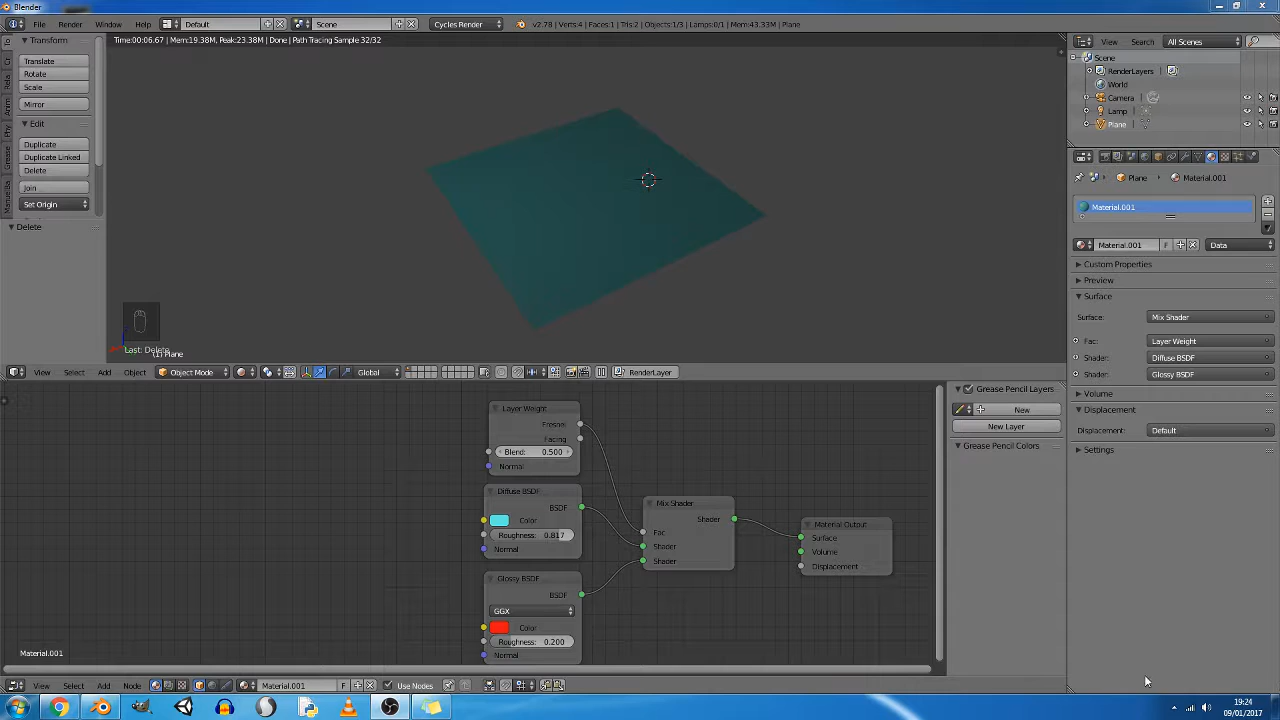 Blender
File
Render
Window
Help
Default
Scene
Cycles Render
v2.78 | Verts:4 | Faces:1 | Tris:2 | Objects:1/3 | Lamps:0/1 | Mem:43.33M | Plane
Time:00:06.67 | Mem:19.38M, Peak:23.38M | Done | Path Tracing Sample 32/32
Transform
Translate
Rotate
Scale
Mirror
Edit
Duplicate
Duplicate Linked
Delete
Join
Set Origin
Delete
Last: Delete
(1) Plane
View
Select
Add
Object
Object Mode
Global
RenderLayer
Layer Weight
Fresnel
Facing
Blend: 0.500
Normal
Diffuse BSDF
BSDF
Color
Roughness: 0.817
Normal
Glossy BSDF
BSDF
GGX
Color
Roughness: 0.200
Normal
Mix Shader
Shader
Fac
Shader
Shader
Material Output
Surface
Volume
Displacement
Material.001
Grease Pencil Layers
New
New Layer
Grease Pencil Colors
View
Select
Add
Node
Material.001
F
Use Nodes
View
Search
All Scenes
Scene
RenderLayers
World
Camera
Lamp
Plane
Plane
Material.001
Material.001
Material.001
F
Data
Custom Properties
Preview
Surface
Surface:
Mix Shader
Fac:
Layer Weight
Shader:
Diffuse BSDF
Shader:
Glossy BSDF
Volume
Displacement
Displacement:
Default
Settings
19:24
09/01/2017